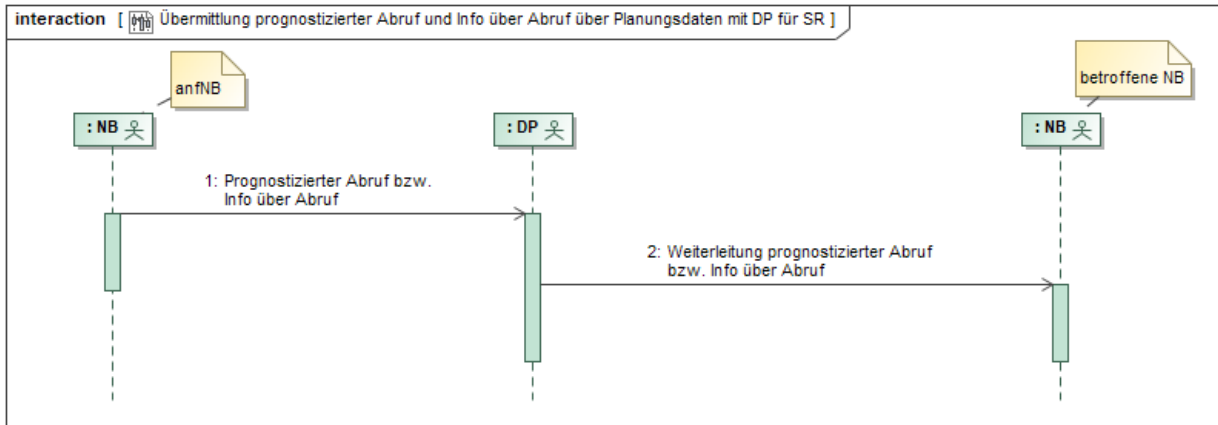 interaction [ Übermittlung prognostizierter Abruf und Info über Abruf über Planungsdaten mit DP für SR ]
anfNB
betroffene NB
: NB
: DP
: NB
1: Prognostizierter Abruf bzw.
Info über Abruf
2: Weiterleitung prognostizierter Abruf
bzw. Info über Abruf